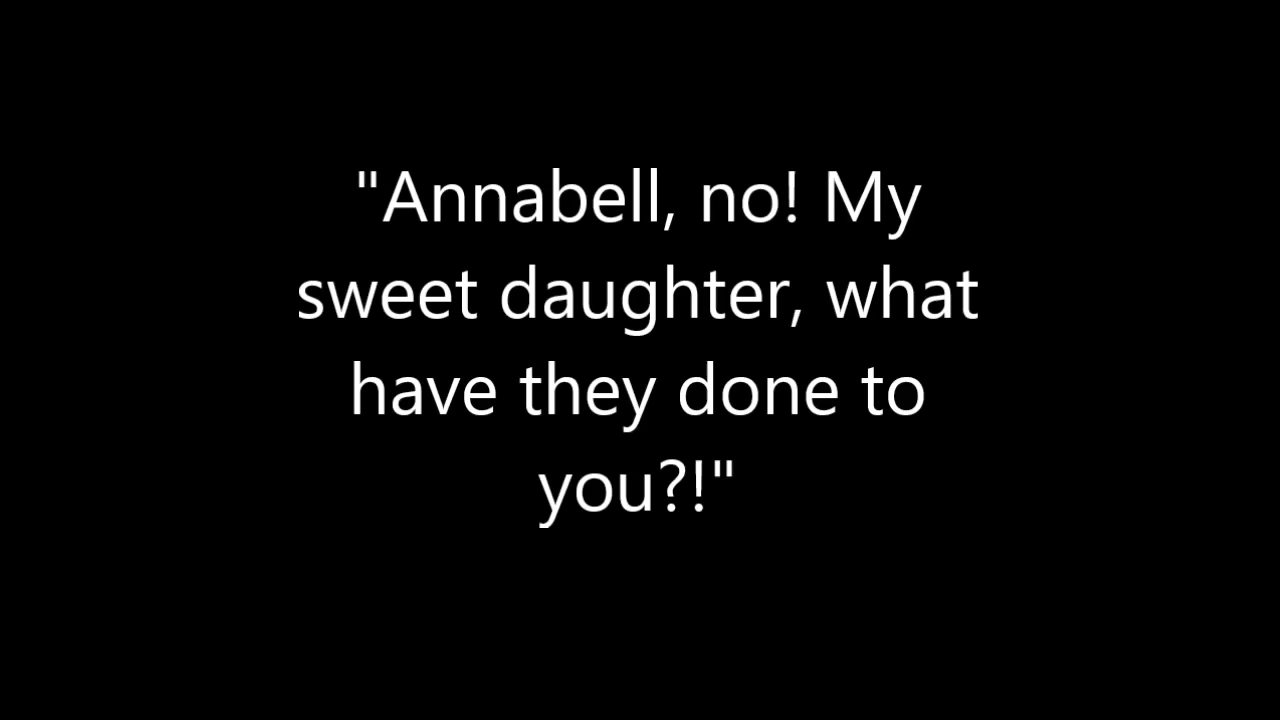 "Annabell, no! My
sweet daughter, what
have they done to
you?!"